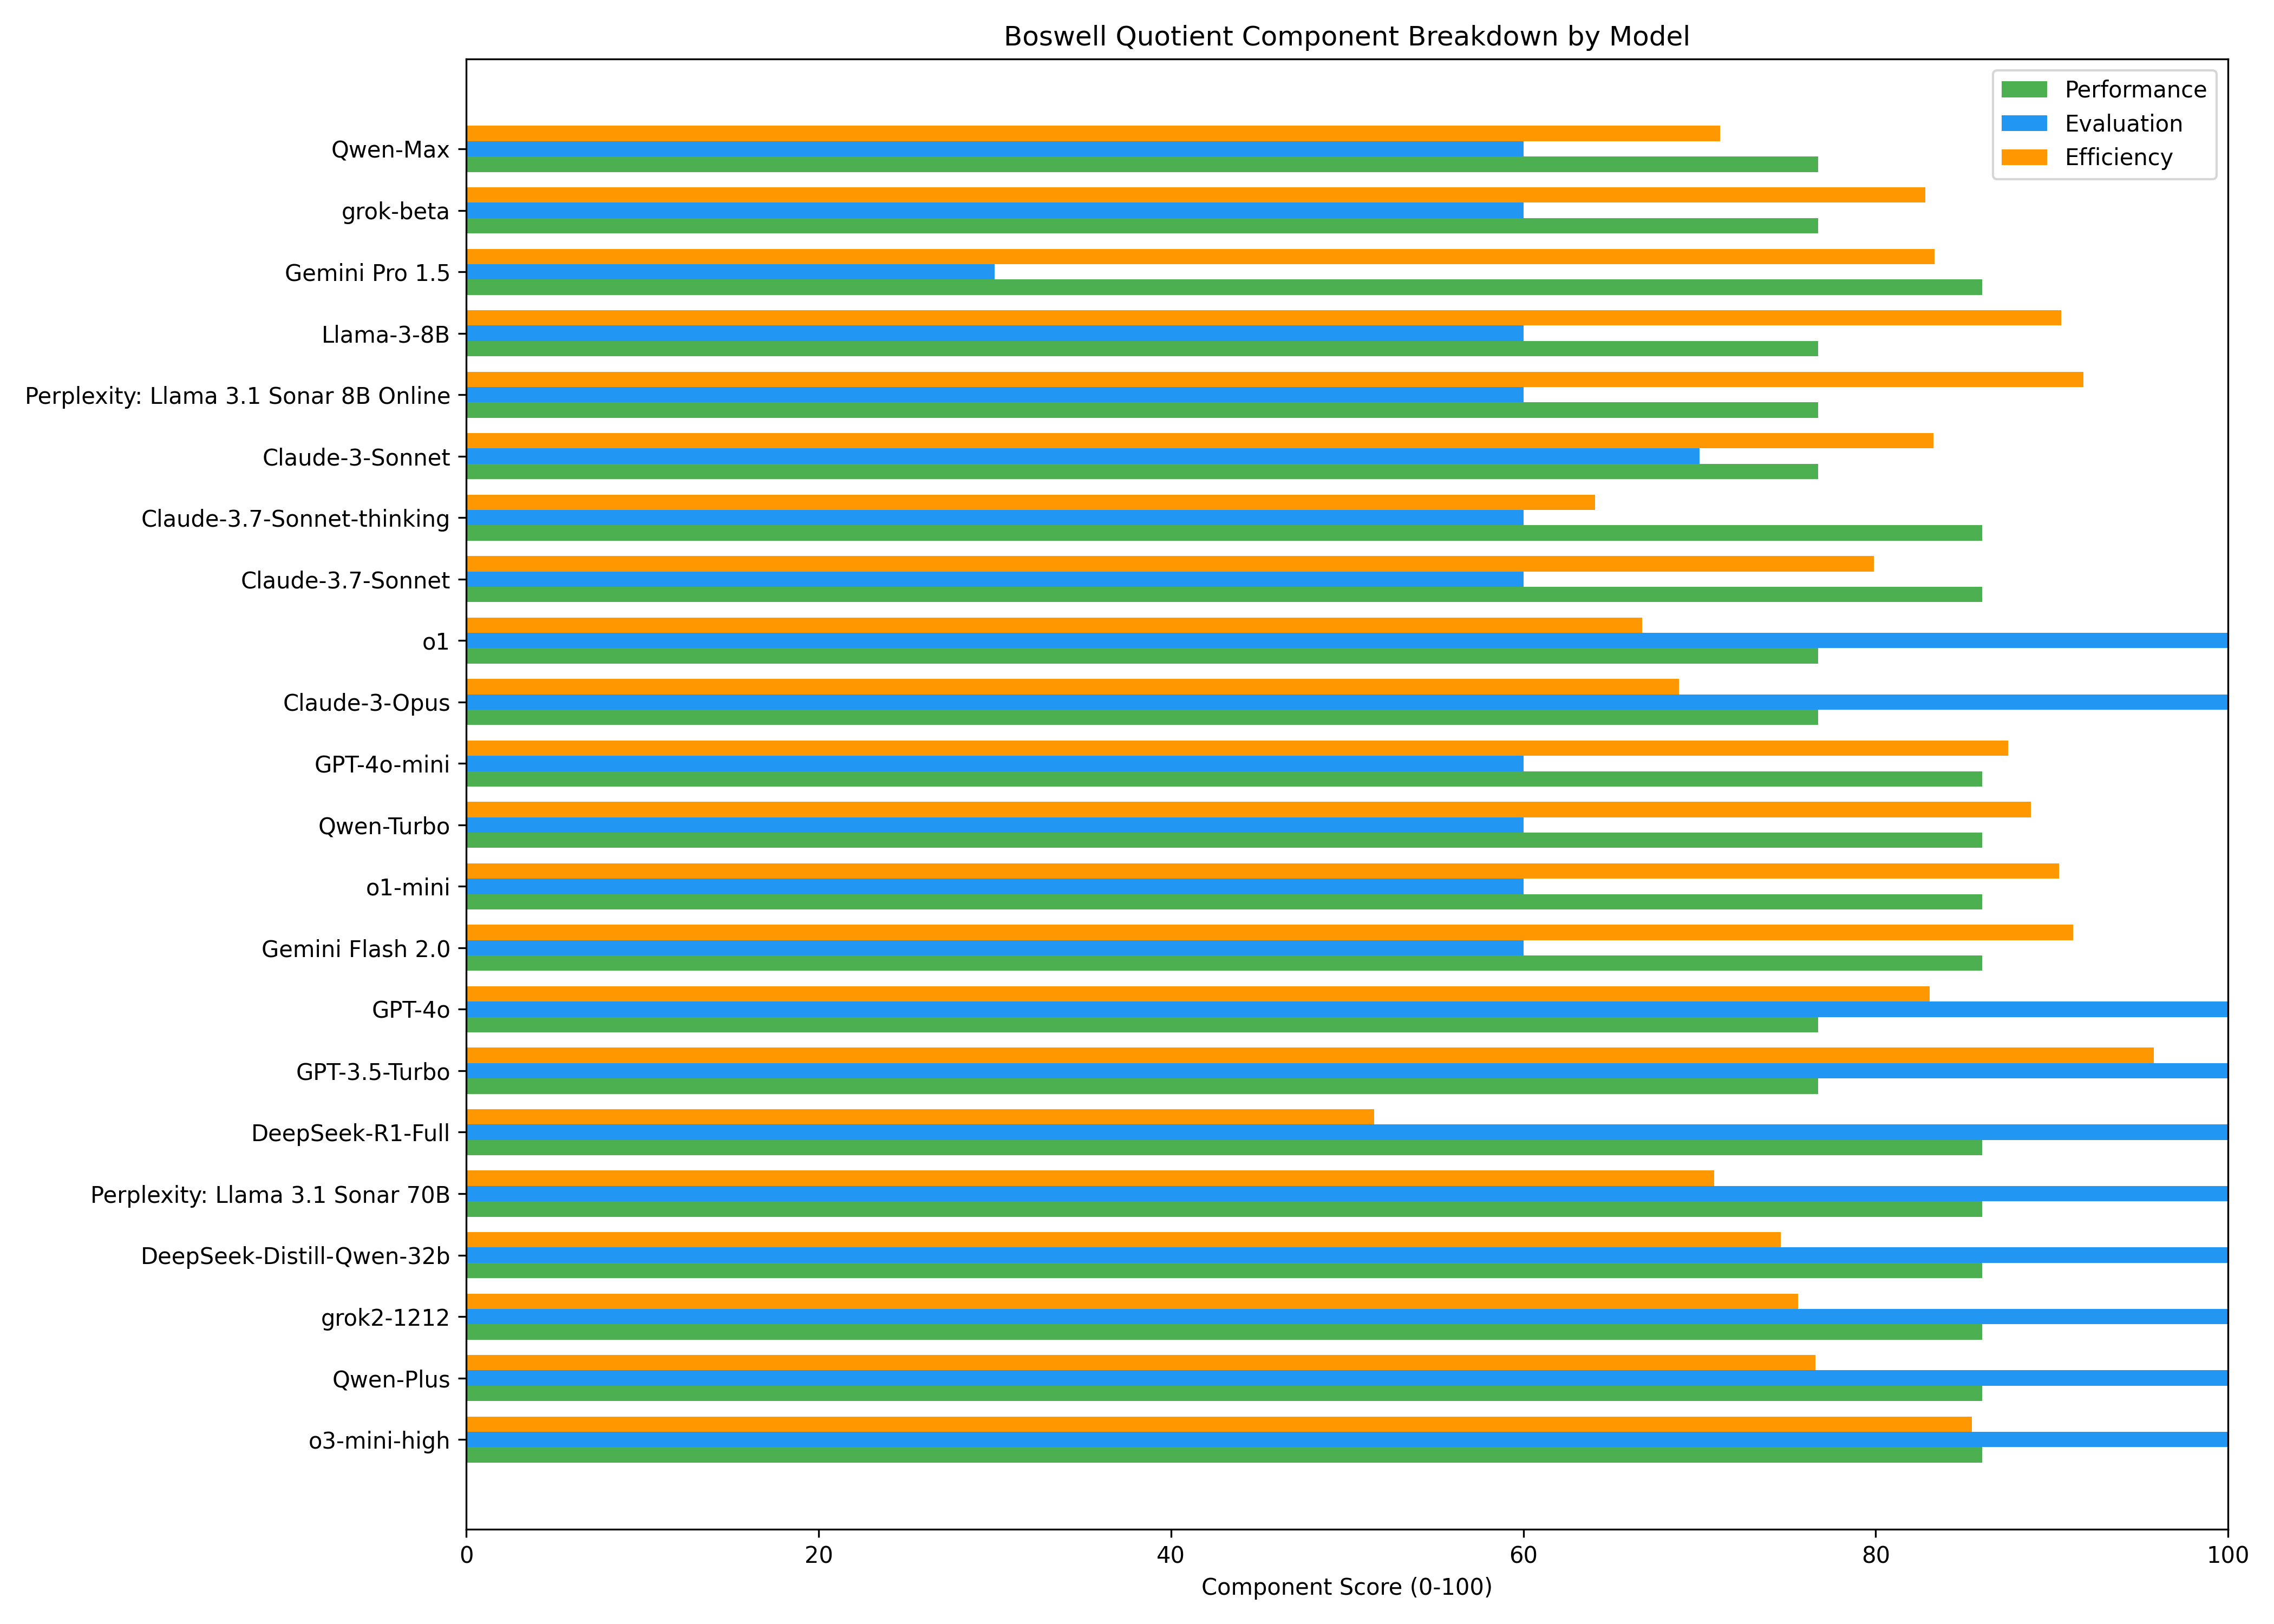 Boswell Quotient Component Breakdown by Model
Performance
Evaluation
Efficiency
Qwen-Max
grok-beta
Gemini Pro 1.5
Llama-3-8B
Perplexity: Llama 3.1 Sonar 8B Online
Claude-3-Sonnet
Claude-3.7-Sonnet-thinking
Claude-3.7-Sonnet
o1
Claude-3-Opus
GPT-4o-mini
Qwen-Turbo
o1-mini
Gemini Flash 2.0
GPT-4o
GPT-3.5-Turbo
DeepSeek-R1-Full
Perplexity: Llama 3.1 Sonar 70B
DeepSeek-Distill-Qwen-32b
grok2-1212
Qwen-Plus
o3-mini-high
0 20 40 60 80 100
Component Score (0-100)